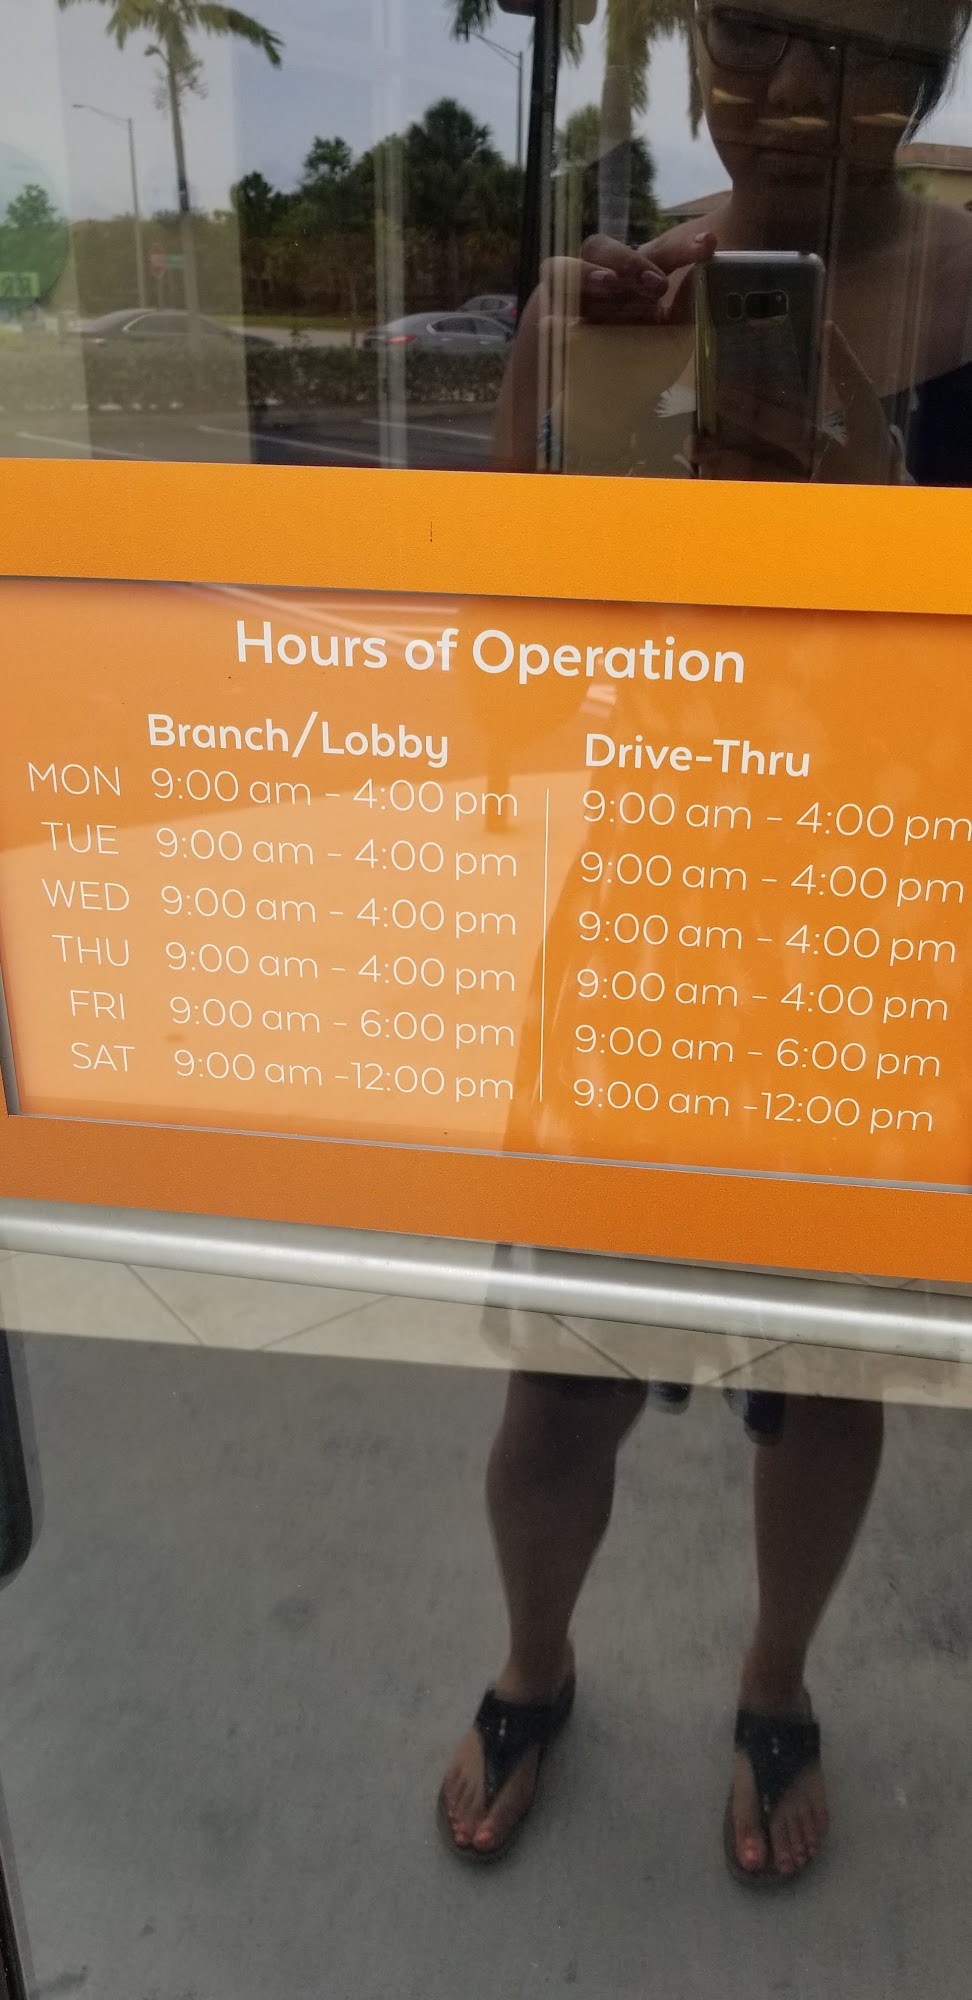 Hours of Operation
Branch/Lobby Drive-Thru
MON 9:00 am - 4:00 pm 9:00 am - 4:00 pm
TUE 9:00 am - 4:00 pm 9:00 am - 4:00 pm
WED 9:00 am - 4:00 pm 9:00 am - 4:00 pm
THU 9:00 am - 4:00 pm 9:00 am - 4:00 pm
FRI 9:00 am - 6:00 pm 9:00 am - 6:00 pm
SAT 9:00 am -12:00 pm 9:00 am -12:00 pm